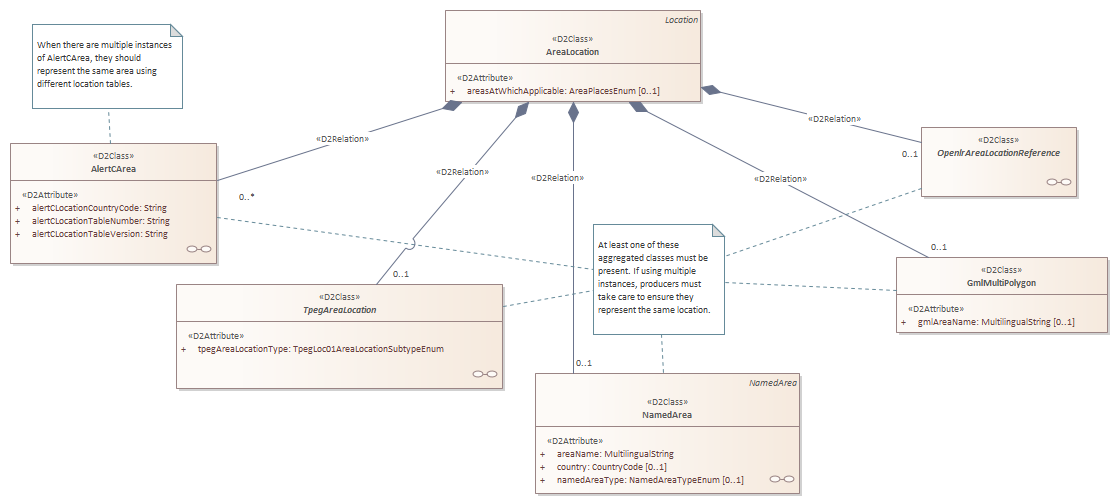 When there are multiple instances
of AlertCArea, they should
represent the same area using
different location tables.
Location
«D2Class»
AreaLocation
«D2Attribute»
+ areasAtWhichApplicable: AreaPlacesEnum [0..1]
«D2Relation»
«D2Relation»
«D2Relation»
«D2Relation»
«D2Relation»
«D2Class»
AlertCArea
«D2Attribute»
+ alertCLocationCountryCode: String
+ alertCLocationTableNumber: String
+ alertCLocationTableVersion: String
0..*
«D2Class»
OpenlrAreaLocationReference
0..1
At least one of these
aggregated classes must be
present. If using multiple
instances, producers must
take care to ensure they
represent the same location.
0..1
«D2Class»
GmlMultiPolygon
«D2Attribute»
+ gmlAreaName: MultilingualString [0..1]
0..1
«D2Class»
TpegAreaLocation
«D2Attribute»
+ tpegAreaLocationType: TpegLoc01AreaLocationSubtypeEnum
0..1
NamedArea
«D2Class»
NamedArea
«D2Attribute»
+ areaName: MultilingualString
+ country: CountryCode [0..1]
+ namedAreaType: NamedAreaTypeEnum [0..1]